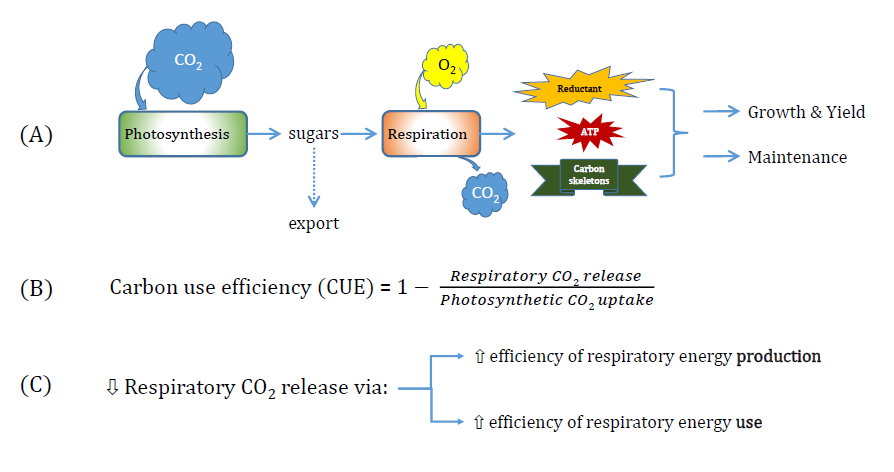 (A)
CO₂
Photosynthesis
sugars
export
O₂
Respiration
CO₂
Reductant
ATP
Carbon
skeletons
Growth & Yield
Maintenance
(B)
Carbon use efficiency (CUE) = 1 − Respiratory CO₂ release
Photosynthetic CO₂ uptake
(C)
⇩ Respiratory CO₂ release via:
⇧ efficiency of respiratory energy production
⇧ efficiency of respiratory energy use